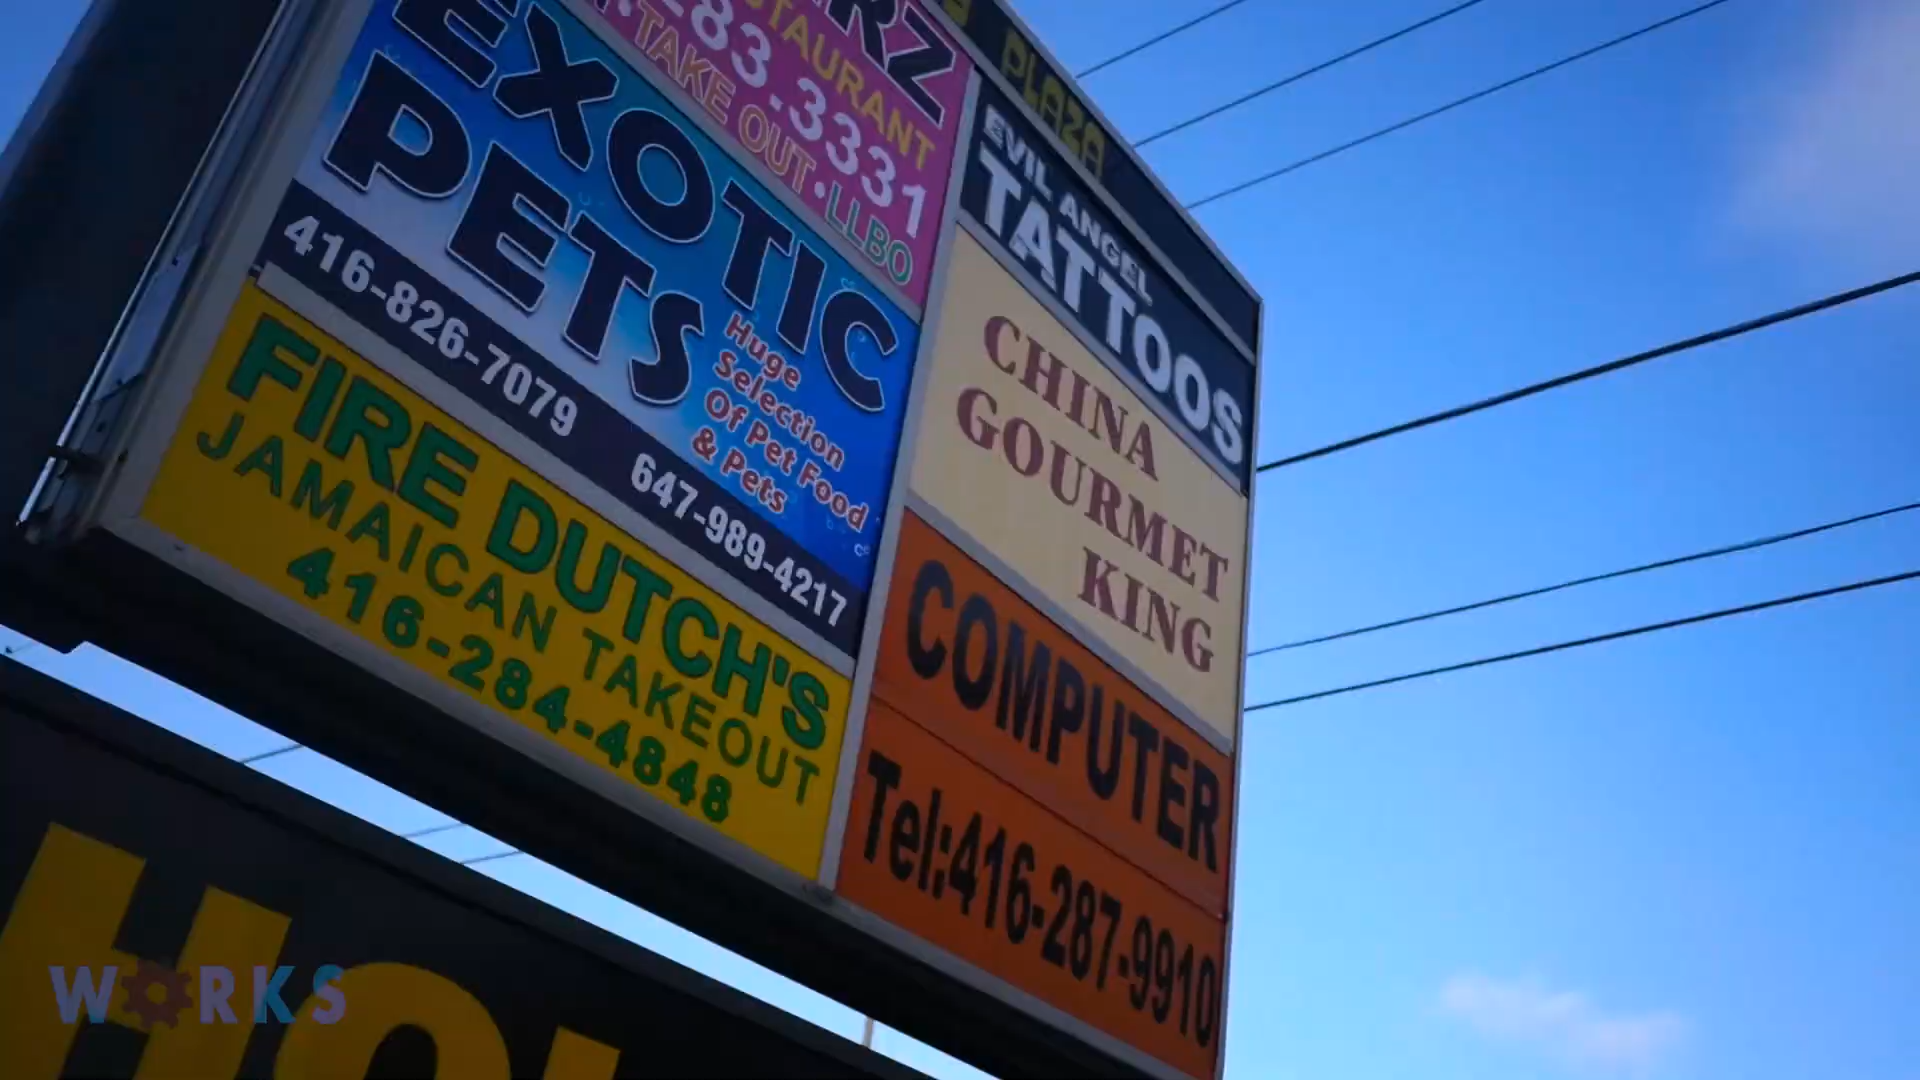 PLAZA
RESTAURANT
283.3331
TAKE OUT • LLBO
EXOTIC
PETS
Huge
Selection
Of Pet Food
& Pets
416-826-7079 647-989-4217
FIRE DUTCH'S
JAMAICAN TAKEOUT
416-284-4848
EVIL ANGEL
TATTOOS
CHINA
GOURMET
KING
COMPUTER
Tel:416-287-9910
WORKS